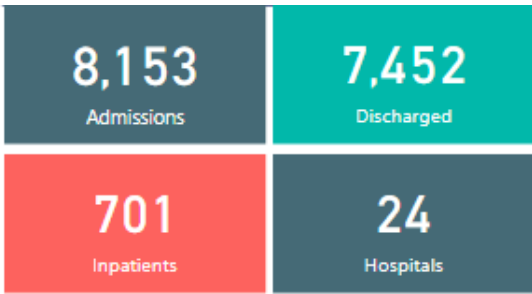 8,153
Admissions
7,452
Discharged
701
Inpatients
24
Hospitals